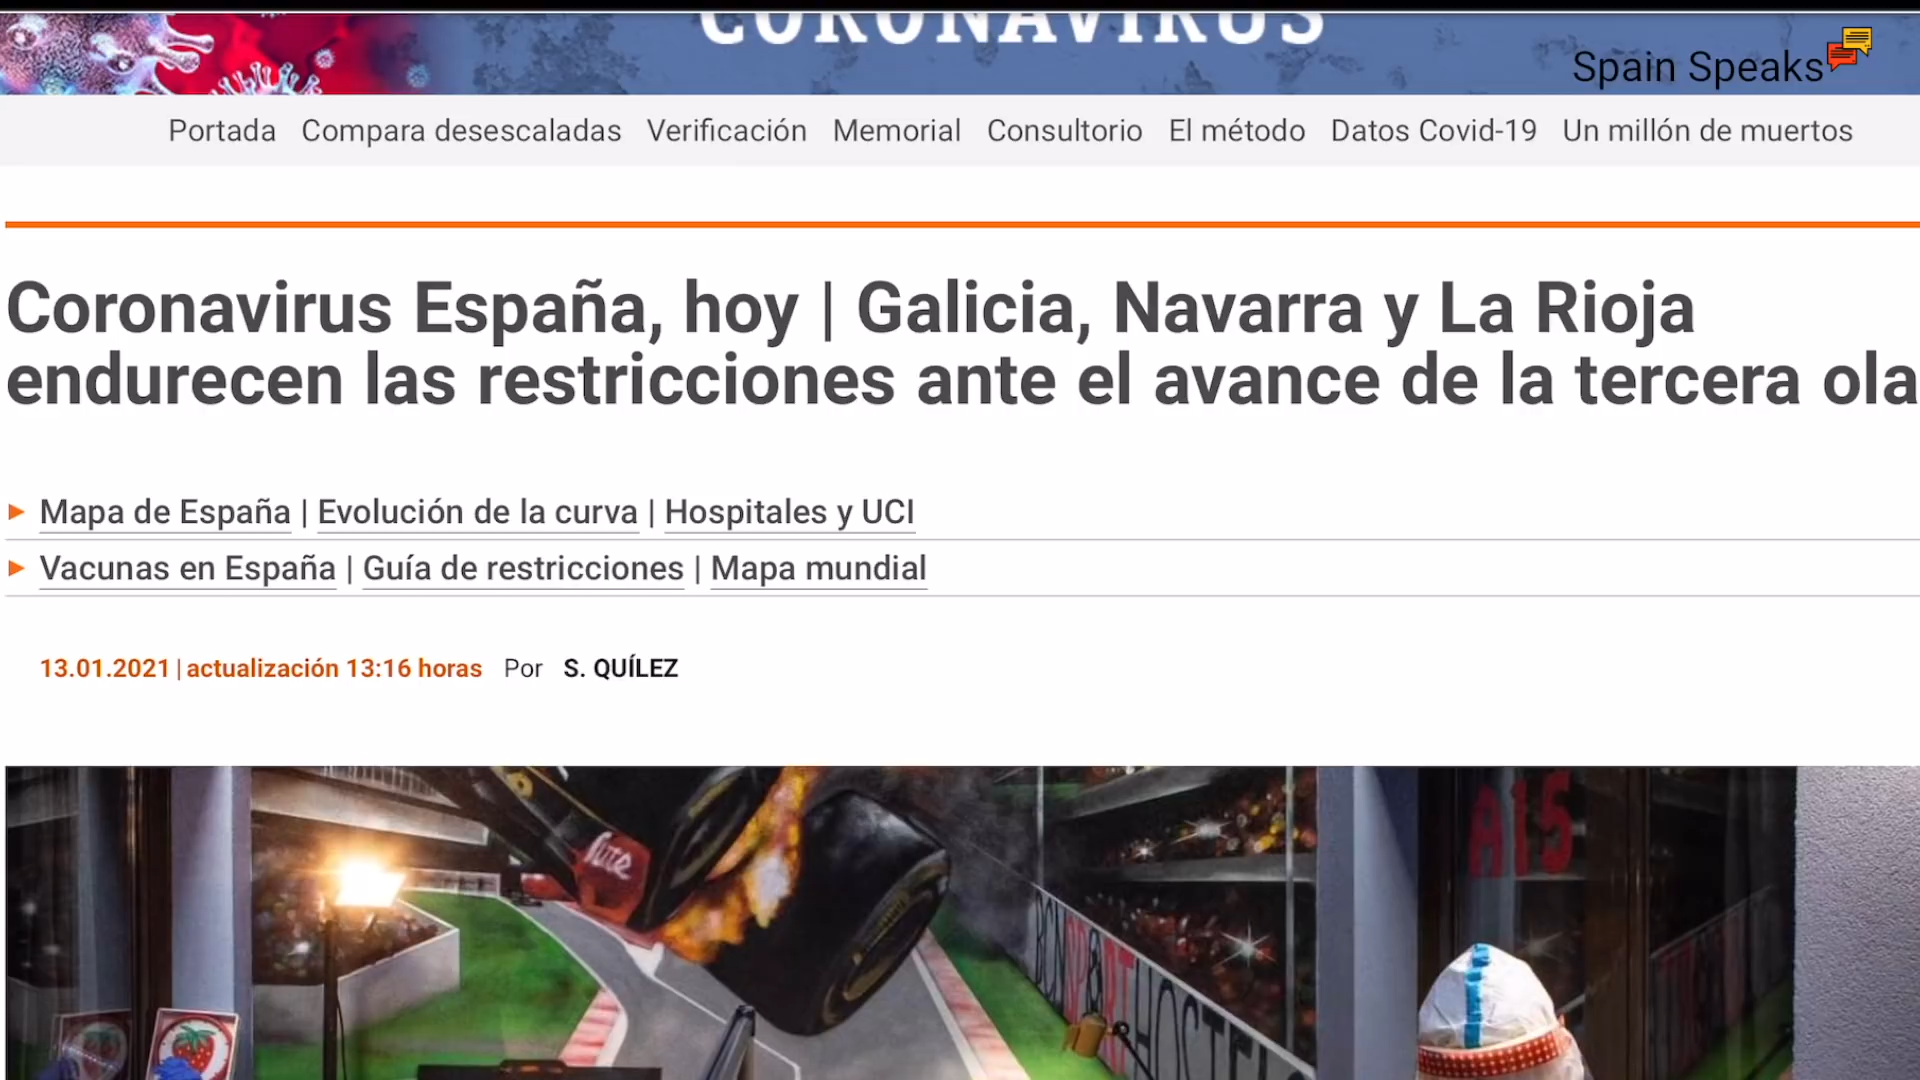 CORONAVIRUS
Spain Speaks
Portada Compara desescaladas Verificación Memorial Consultorio El método Datos Covid-19 Un millón de muertos
Coronavirus España, hoy | Galicia, Navarra y La Rioja
endurecen las restricciones ante el avance de la tercera ola
Mapa de España | Evolución de la curva | Hospitales y UCI
Vacunas en España | Guía de restricciones | Mapa mundial
13.01.2021 | actualización 13:16 horas Por S. QUÍLEZ
A15